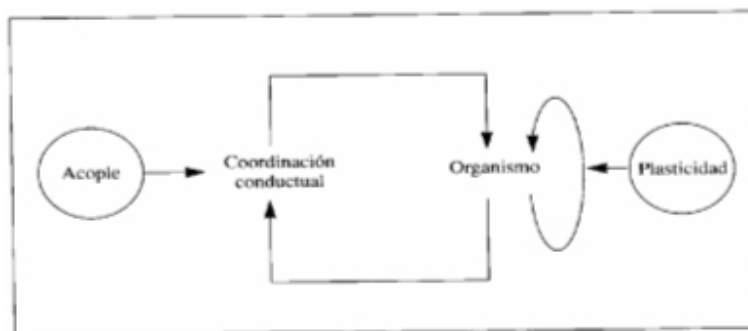 Acople
Coordinación
conductual
Organismo
Plasticidad